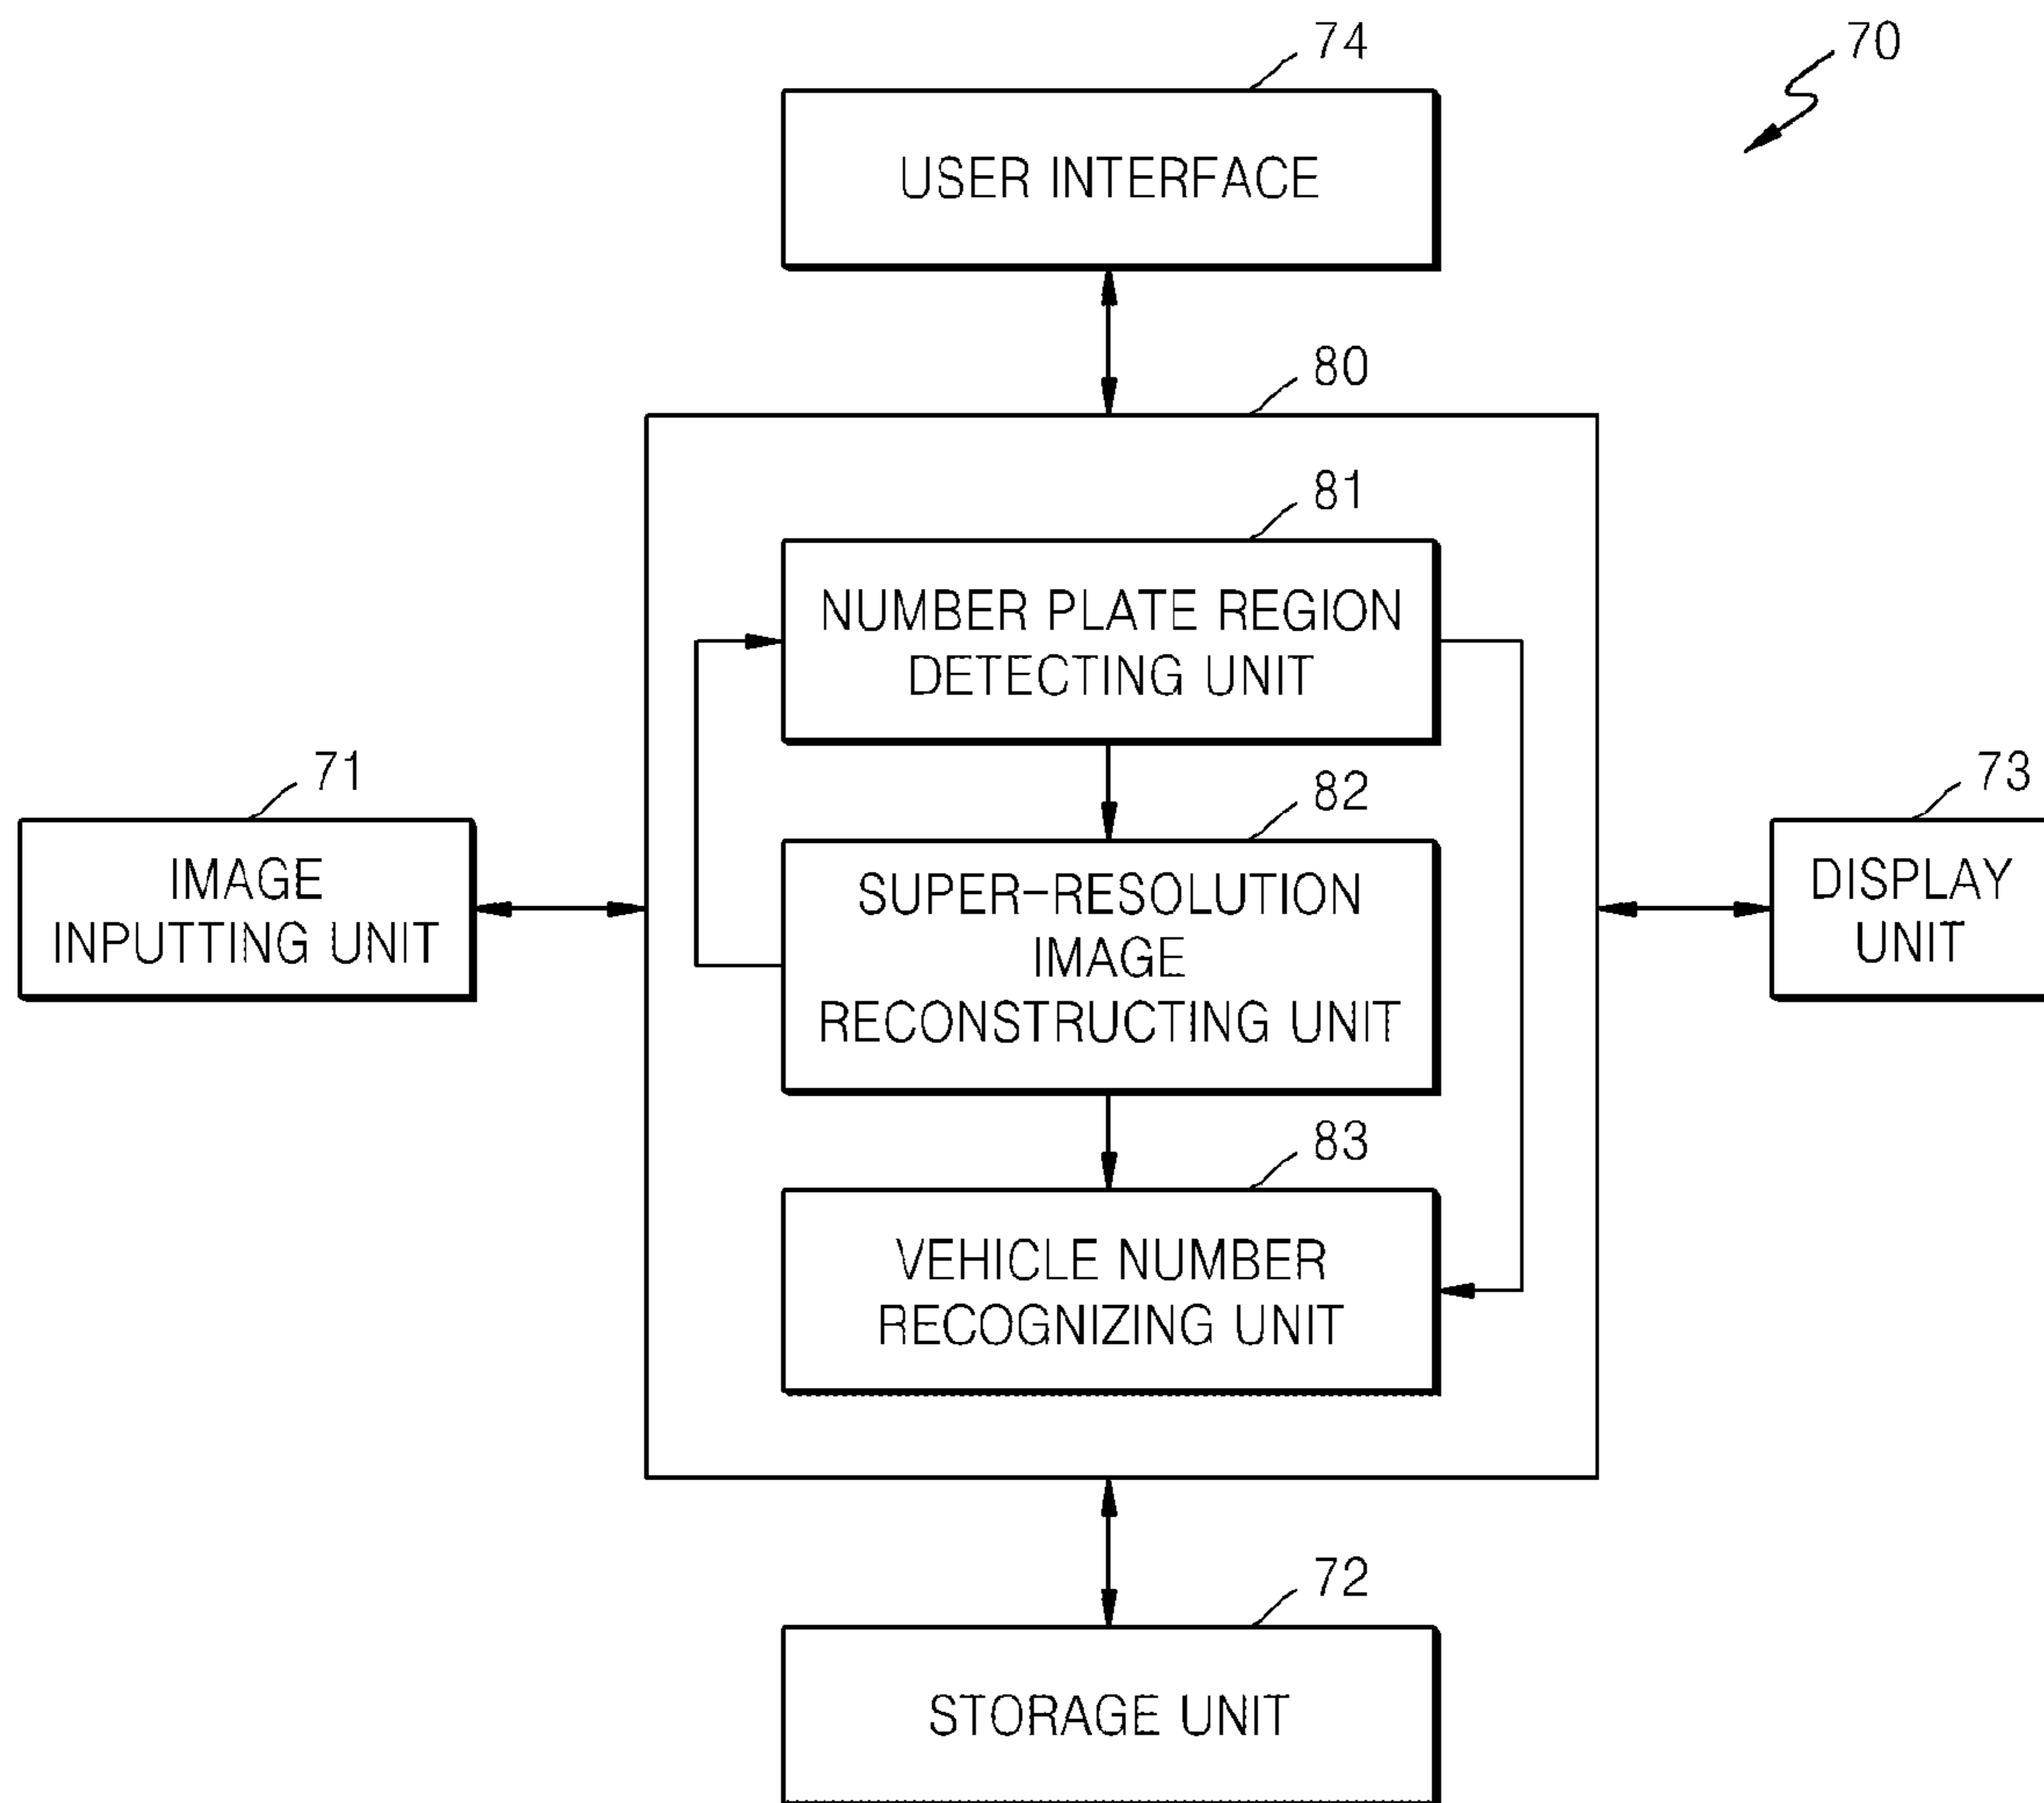 74
70
USER INTERFACE
80
81
NUMBER PLATE REGION
DETECTING UNIT
71
82
73
IMAGE
INPUTTING UNIT
SUPER-RESOLUTION
IMAGE
RECONSTRUCTING UNIT
DISPLAY
UNIT
83
VEHICLE NUMBER
RECOGNIZING UNIT
72
STORAGE UNIT